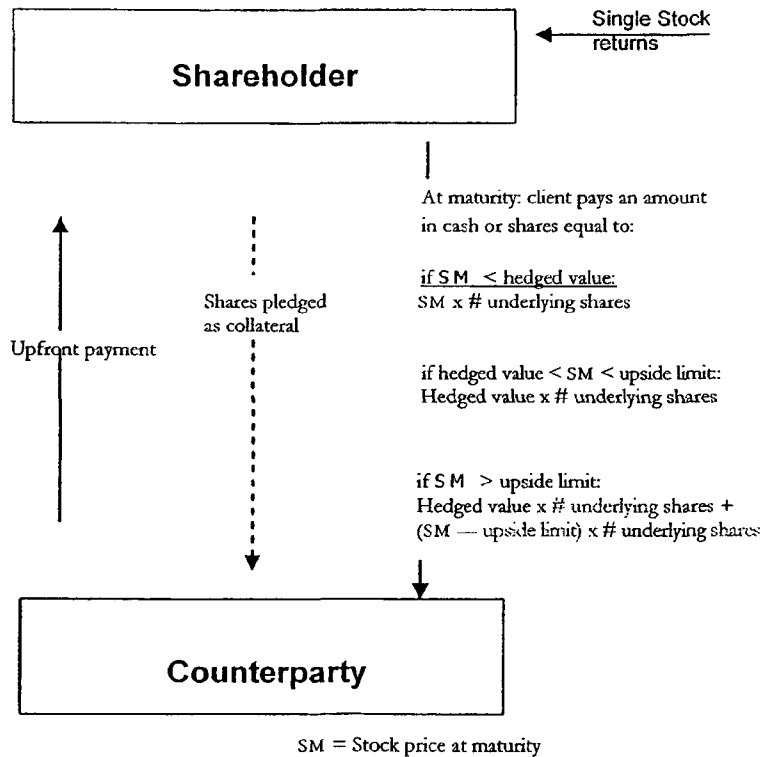 Single Stock
returns
Shareholder
At maturity: client pays an amount
in cash or shares equal to:
if SM < hedged value:
SM x # underlying shares
Shares pledged
as collateral
Upfront payment
if hedged value < SM < upside limit:
Hedged value x # underlying shares
if SM > upside limit:
Hedged value x # underlying shares +
(SM — upside limit) x # underlying shares
Counterparty
SM = Stock price at maturity